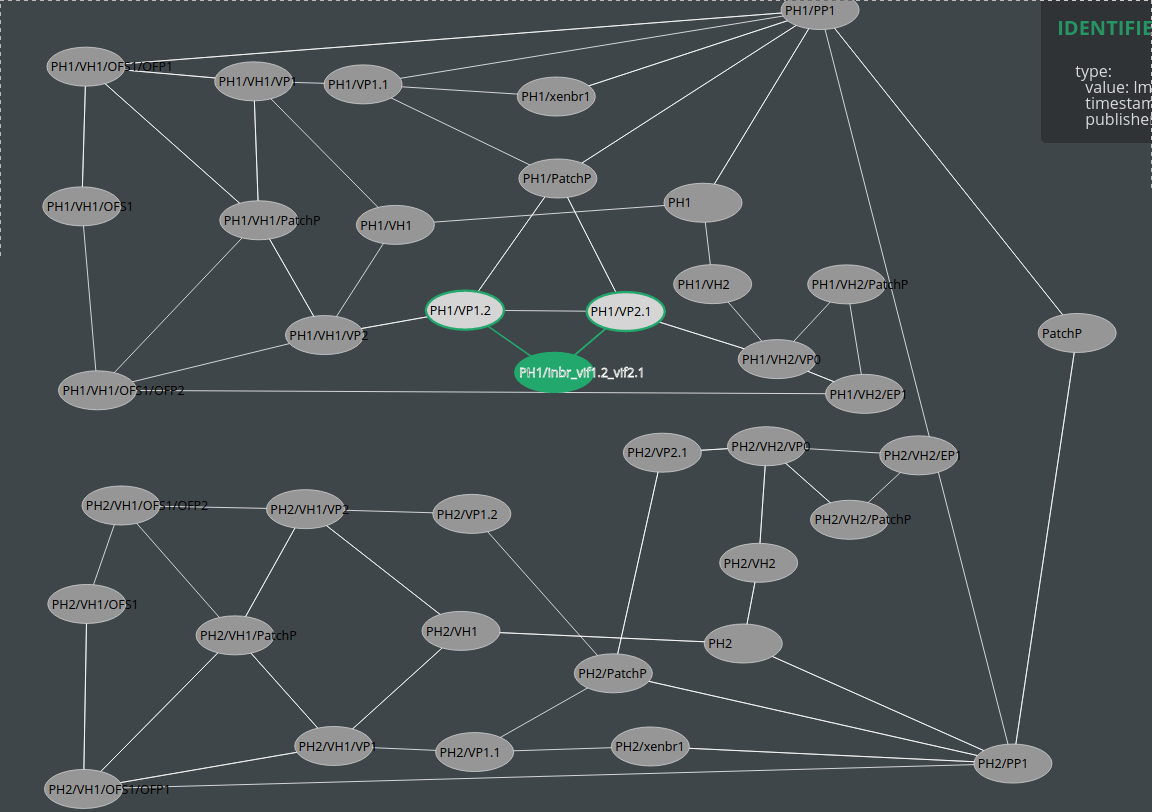 PH1/PP1
IDENTIFIE
type:
value: lm
timestam
publishe
PH1/VH1/OFS1/OFP1
PH1/VH1/VP1
PH1/VP1.1
PH1/xenbr1
PH1/PatchP
PH1
PH1/VH1/OFS1
PH1/VH1/PatchP
PH1/VH1
PH1/VH2
PH1/VH2/PatchP
PH1/VP1.2
PH1/VP2.1
PH1/VH1/VP2
PatchP
PH1/VH2/VP0
PH1/lnbr_vif1.2_vif2.1
PH1/VH1/OFS1/OFP2
PH1/VH2/EP1
PH2/VP2.1
PH2/VH2/VP0
PH2/VH2/EP1
PH2/VH1/OFS1/OFP2
PH2/VH1/VP2
PH2/VP1.2
PH2/VH2/PatchP
PH2/VH2
PH2/VH1/OFS1
PH2/VH1/PatchP
PH2/VH1
PH2
PH2/PatchP
PH2/VH1/VP1
PH2/VP1.1
PH2/xenbr1
PH2/PP1
PH2/VH1/OFS1/OFP1